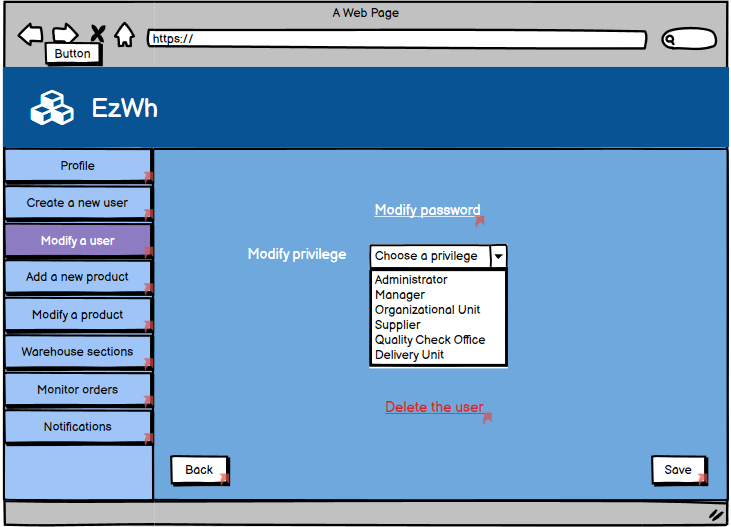 A Web Page
https://
Button
EzWh
Profile
Create a new user
Modify a user
Add a new product
Modify a product
Warehouse sections
Monitor orders
Notifications
Modify password
Modify privilege
Choose a privilege
Administrator
Manager
Organizational Unit
Supplier
Quality Check Office
Delivery Unit
Delete the user
Back
Save